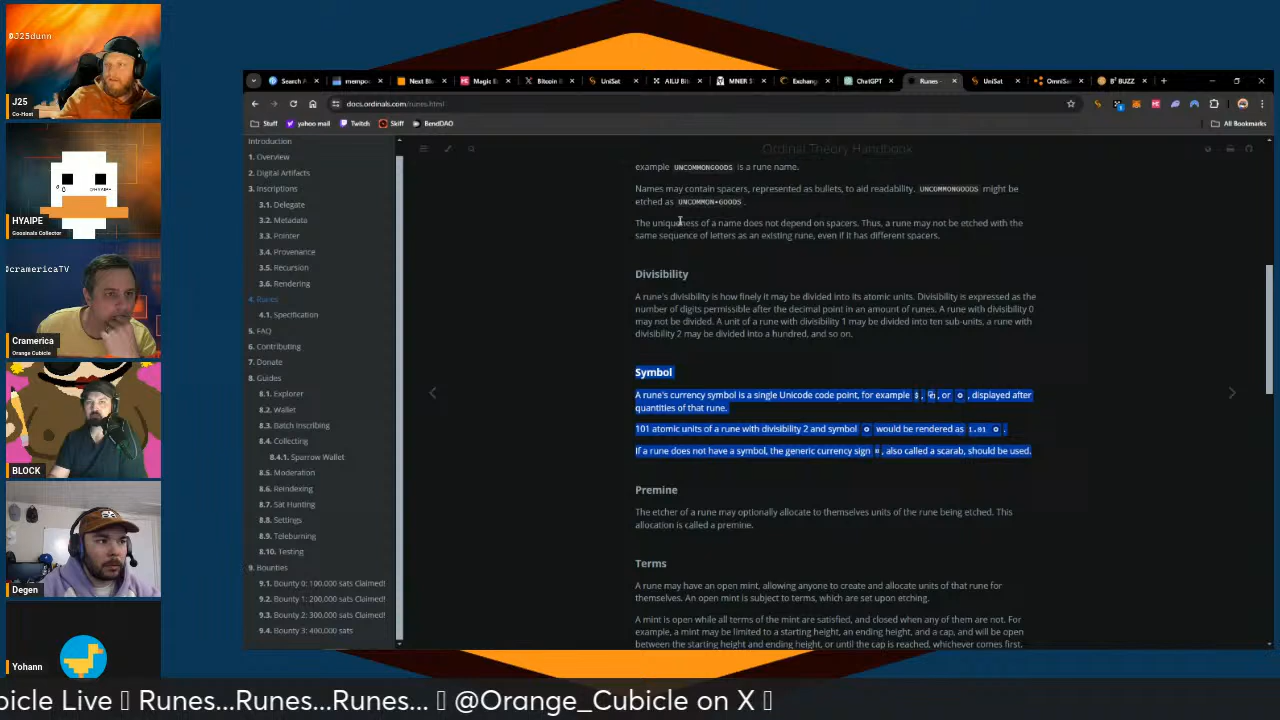 @J25dunn
J25
Co-Host
HYAIPE
Goosinals Collector
@cramericaTV
Cramerica
Orange Cubicle
BLOCK
Degen
Yohann
Search
mempo
Next Bl
Magic E
Bitcoin B
UniSat
AILU Bi
MNER $
Exchang
ChatGPT
Runes -
UniSat
OmniSa
B² BUZZ
docs.ordinals.com/runes.html
Staff
yahoo mail
Twitch
Skiff
BendDAO
All Bookmarks
Introduction
1. Overview
2. Digital Artifacts
3. Inscriptions
3.1. Delegate
3.2. Metadata
3.3. Pointer
3.4. Provenance
3.5. Recursion
3.6. Rendering
4. Runes
4.1. Specification
5. FAQ
6. Contributing
7. Donate
8. Guides
8.1. Explorer
8.2. Wallet
8.3. Batch Inscribing
8.4. Collecting
8.4.1. Sparrow Wallet
8.5. Moderation
8.6. Reindexing
8.7. Sat Hunting
8.8. Settings
8.9. Teleburning
8.10. Testing
9. Bounties
9.1. Bounty 0: 100,000 sats Claimed!
9.2. Bounty 1: 200,000 sats Claimed!
9.3. Bounty 2: 300,000 sats Claimed!
9.4. Bounty 3: 400,000 sats
Ordinal Theory Handbook
example UNCOMMONGOODS is a rune name.
Names may contain spacers, represented as bullets, to aid readability. UNCOMMONGOODS might be
etched as UNCOMMON•GOODS .
The uniqueness of a name does not depend on spacers. Thus, a rune may not be etched with the
same sequence of letters as an existing rune, even if it has different spacers.
Divisibility
A rune's divisibility is how finely it may be divided into its atomic units. Divisibility is expressed as the
number of digits permissible after the decimal point in an amount of runes. A rune with divisibility 0
may not be divided. A unit of a rune with divisibility 1 may be divided into ten sub-units, a rune with
divisibility 2 may be divided into a hundred, and so on.
Symbol
A rune's currency symbol is a single Unicode code point, for example $ , ⧉ , or 🧿 , displayed after
quantities of that rune.
101 atomic units of a rune with divisibility 2 and symbol 🧿 would be rendered as 1.01 🧿 .
If a rune does not have a symbol, the generic currency sign ¤ , also called a scarab, should be used.
Premine
The etcher of a rune may optionally allocate to themselves units of the rune being etched. This
allocation is called a premine.
Terms
A rune may have an open mint, allowing anyone to create and allocate units of that rune for
themselves. An open mint is subject to terms, which are set upon etching.
A mint is open while all terms of the mint are satisfied, and closed when any of them are not. For
example, a mint may be limited to a starting height, an ending height, and a cap, and will be open
between the starting height and ending height, or until the cap is reached, whichever comes first.
bicle Live Runes...Runes...Runes... @Orange_Cubicle on X